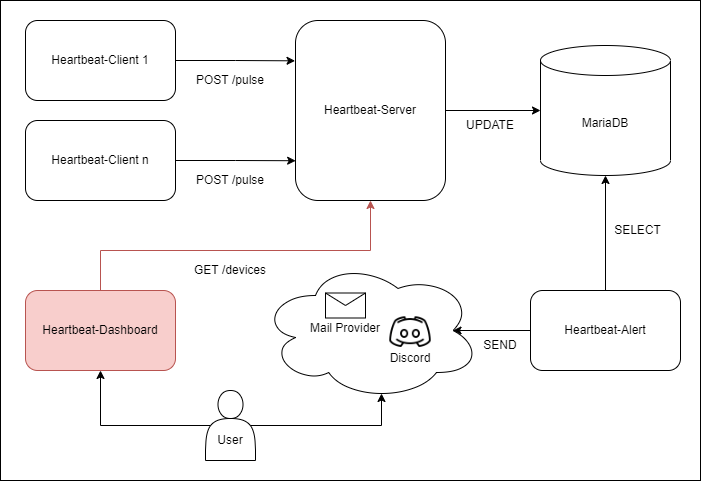 Heartbeat-Client 1
POST /pulse
Heartbeat-Server
UPDATE
MariaDB
Heartbeat-Client n
POST /pulse
SELECT
GET /devices
Heartbeat-Dashboard
Mail Provider
Discord
SEND
Heartbeat-Alert
User